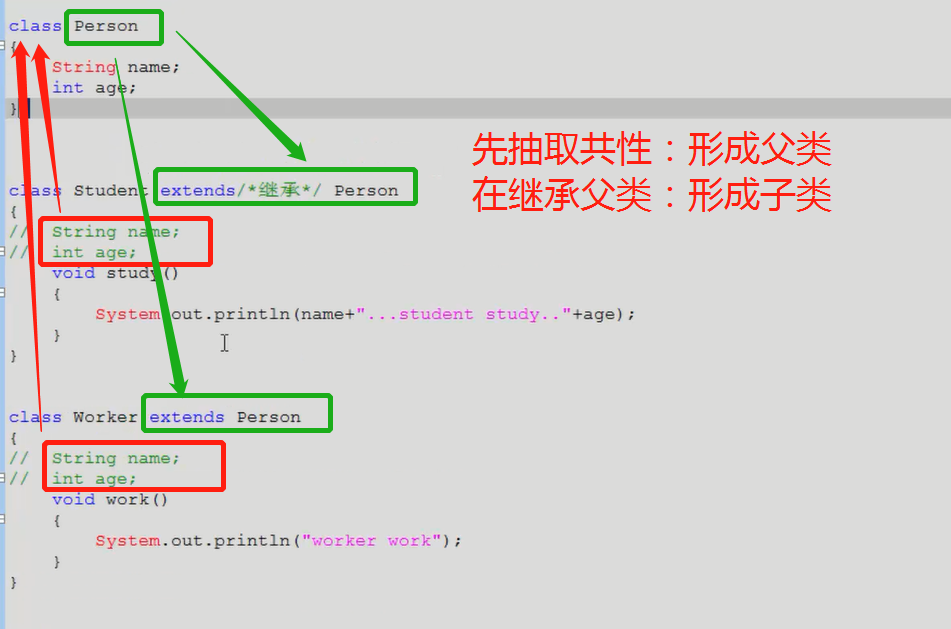 class Person
{
String name;
int age;
}
先抽取共性：形成父类
在继承父类：形成子类
class Student extends/*继承*/ Person
{
// String name;
// int age;
void study()
{
System.out.println(name+"...student study.."+age);
}
}
class Worker extends Person
{
// String name;
// int age;
void work()
{
System.out.println("worker work");
}
}